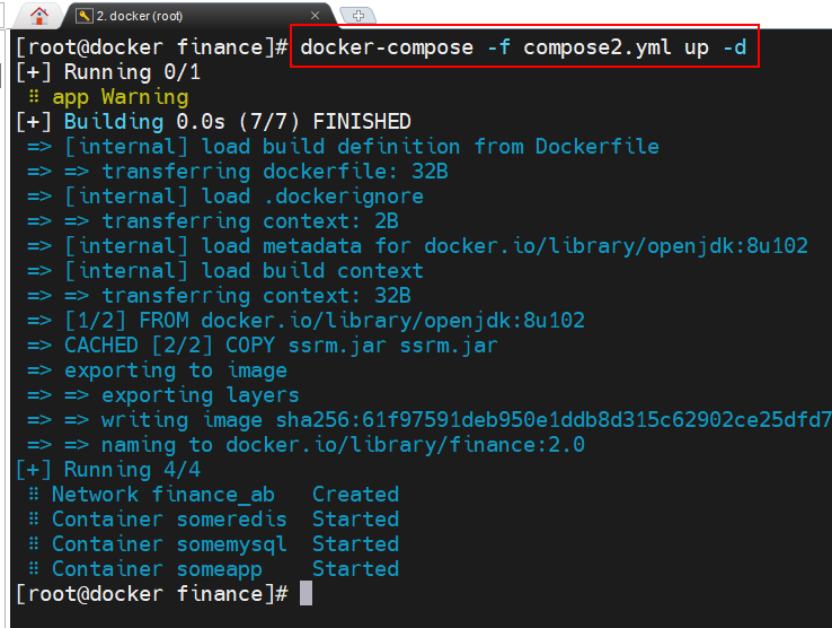 2. docker (root)
[root@docker finance]# docker-compose -f compose2.yml up -d
[+] Running 0/1
⠿ app Warning
[+] Building 0.0s (7/7) FINISHED
=> [internal] load build definition from Dockerfile
=> => transferring dockerfile: 32B
=> [internal] load .dockerignore
=> => transferring context: 2B
=> [internal] load metadata for docker.io/library/openjdk:8u102
=> [internal] load build context
=> => transferring context: 32B
=> [1/2] FROM docker.io/library/openjdk:8u102
=> CACHED [2/2] COPY ssrm.jar ssrm.jar
=> exporting to image
=> => exporting layers
=> => writing image sha256:61f97591deb950e1ddb8d315c62902ce25dfd7
=> => naming to docker.io/library/finance:2.0
[+] Running 4/4
⠿ Network finance_ab Created
⠿ Container someredis Started
⠿ Container somemysql Started
⠿ Container someapp Started
[root@docker finance]#